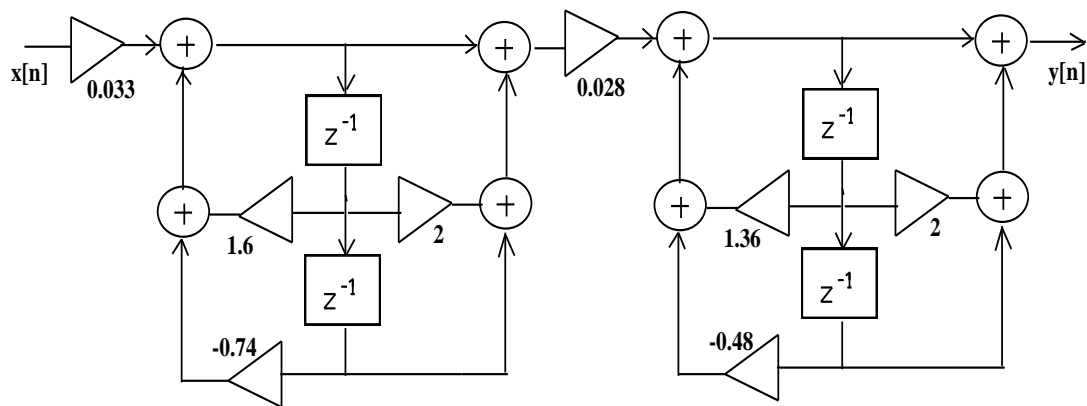 + + + +
x[n] 0.033 0.028 y[n]
z⁻¹ z⁻¹
+ 1.6 2 + + 1.36 2 +
z⁻¹ z⁻¹
-0.74 -0.48